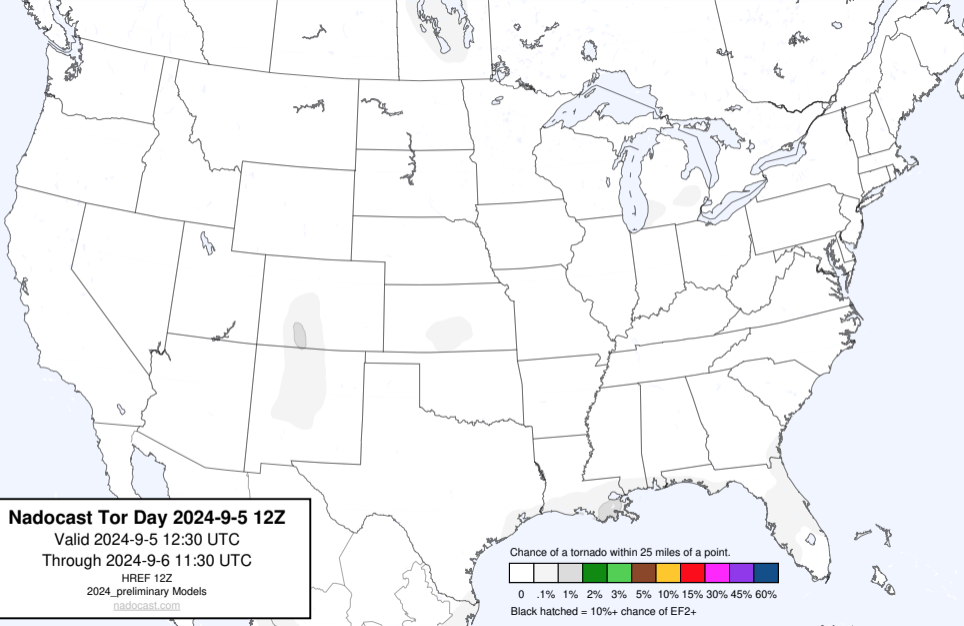 Nadocast Tor Day 2024-9-5 12Z
Valid 2024-9-5 12:30 UTC
Through 2024-9-6 11:30 UTC
HREF 12Z
2024_preliminary Models
nadocast.com
Chance of a tornado within 25 miles of a point.
0 .1% 1% 2% 3% 5% 10% 15% 30% 45% 60%
Black hatched = 10%+ chance of EF2+